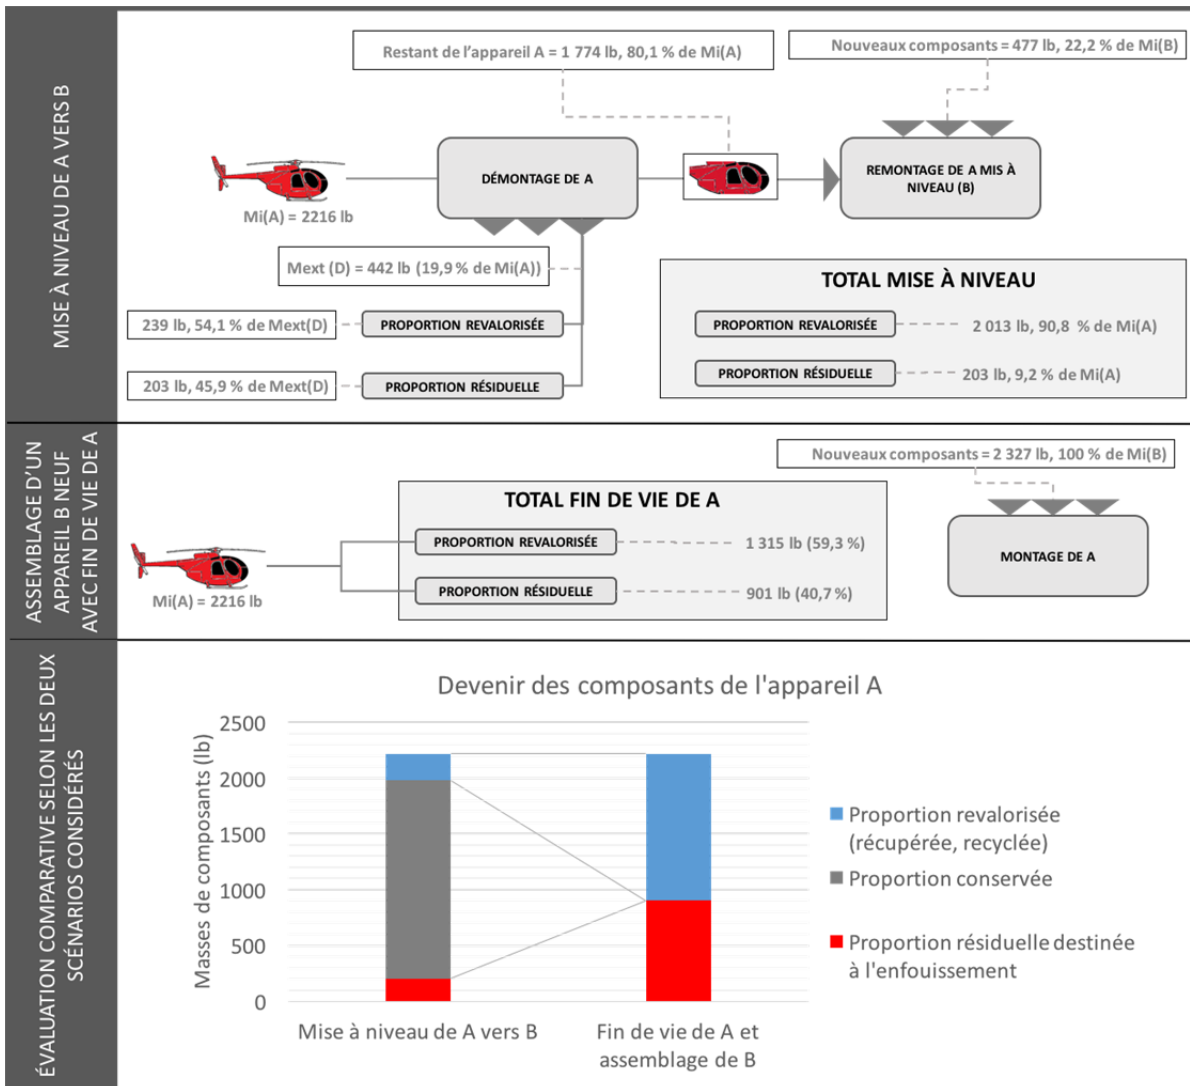 MISE À NIVEAU DE A VERS B
Restant de l'appareil A = 1 774 lb, 80,1 % de Mi(A)
Nouveaux composants = 477 lb, 22,2 % de Mi(B)
DÉMONTAGE DE A
REMONTAGE DE A MIS À
NIVEAU (B)
Mi(A) = 2216 lb
Mext (D) = 442 lb (19,9 % de Mi(A))
239 lb, 54,1 % de Mext(D)
PROPORTION REVALORISÉE
203 lb, 45,9 % de Mext(D)
PROPORTION RÉSIDUELLE
TOTAL MISE À NIVEAU
PROPORTION REVALORISÉE
2 013 lb, 90,8 % de Mi(A)
PROPORTION RÉSIDUELLE
203 lb, 9,2 % de Mi(A)
ASSEMBLAGE D'UN
APPAREIL B NEUF
AVEC FIN DE VIE DE A
Mi(A) = 2216 lb
TOTAL FIN DE VIE DE A
PROPORTION REVALORISÉE
1 315 lb (59,3 %)
PROPORTION RÉSIDUELLE
901 lb (40,7 %)
Nouveaux composants = 2 327 lb, 100 % de Mi(B)
MONTAGE DE A
ÉVALUATION COMPARATIVE SELON LES DEUX
SCÉNARIOS CONSIDÉRÉS
Devenir des composants de l'appareil A
Masses de composants (lb)
2500
2000
1500
1000
500
0
Mise à niveau de A vers B
Fin de vie de A et
assemblage de B
Proportion revalorisée
(récupérée, recyclée)
Proportion conservée
Proportion résiduelle destinée
à l'enfouissement